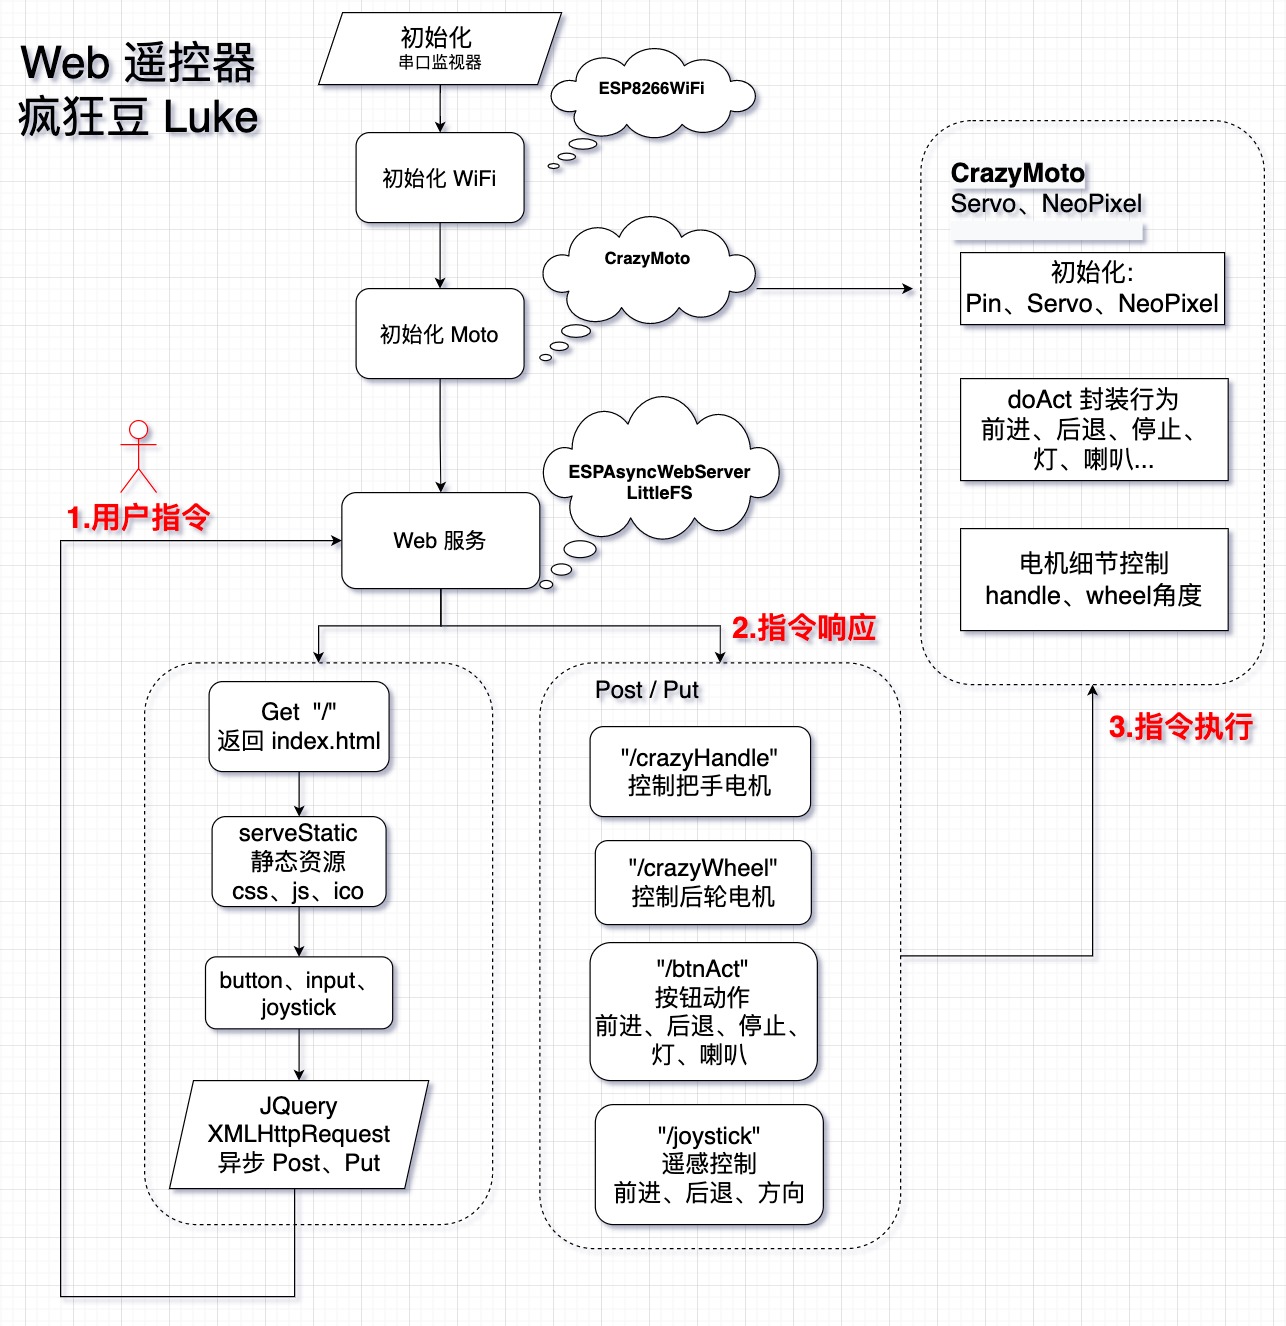 Web 遥控器
疯狂豆 Luke
初始化
串口监视器
ESP8266WiFi
初始化 WiFi
CrazyMoto
初始化 Moto
ESPAsyncWebServer
LittleFS
1.用户指令
Web 服务
2.指令响应
Get "/"
返回 index.html
serveStatic
静态资源
css、js、ico
button、input、
joystick
JQuery
XMLHttpRequest
异步 Post、Put
Post / Put
"/crazyHandle"
控制把手电机
"/crazyWheel"
控制后轮电机
"/btnAct"
按钮动作
前进、后退、停止、
灯、喇叭
"/joystick"
遥感控制
前进、后退、方向
3.指令执行
CrazyMoto
Servo、NeoPixel
初始化:
Pin、Servo、NeoPixel
doAct 封装行为
前进、后退、停止、
灯、喇叭...
电机细节控制
handle、wheel角度